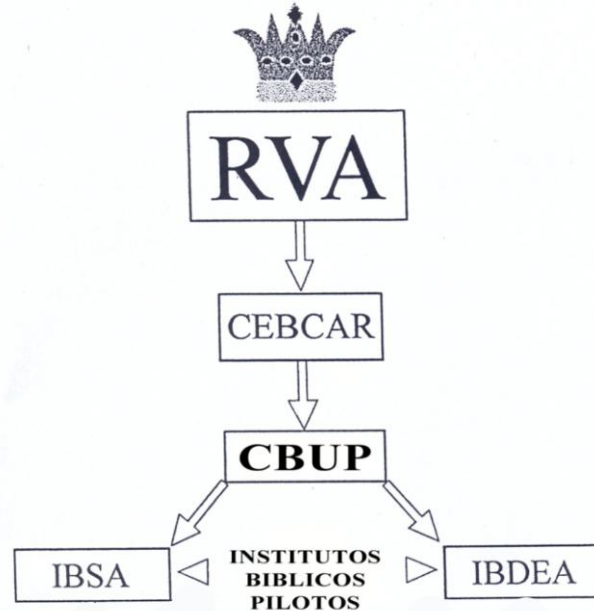 RVA
CEBCAR
CBUP
IBSA
INSTITUTOS
BIBLICOS
PILOTOS
IBDEA